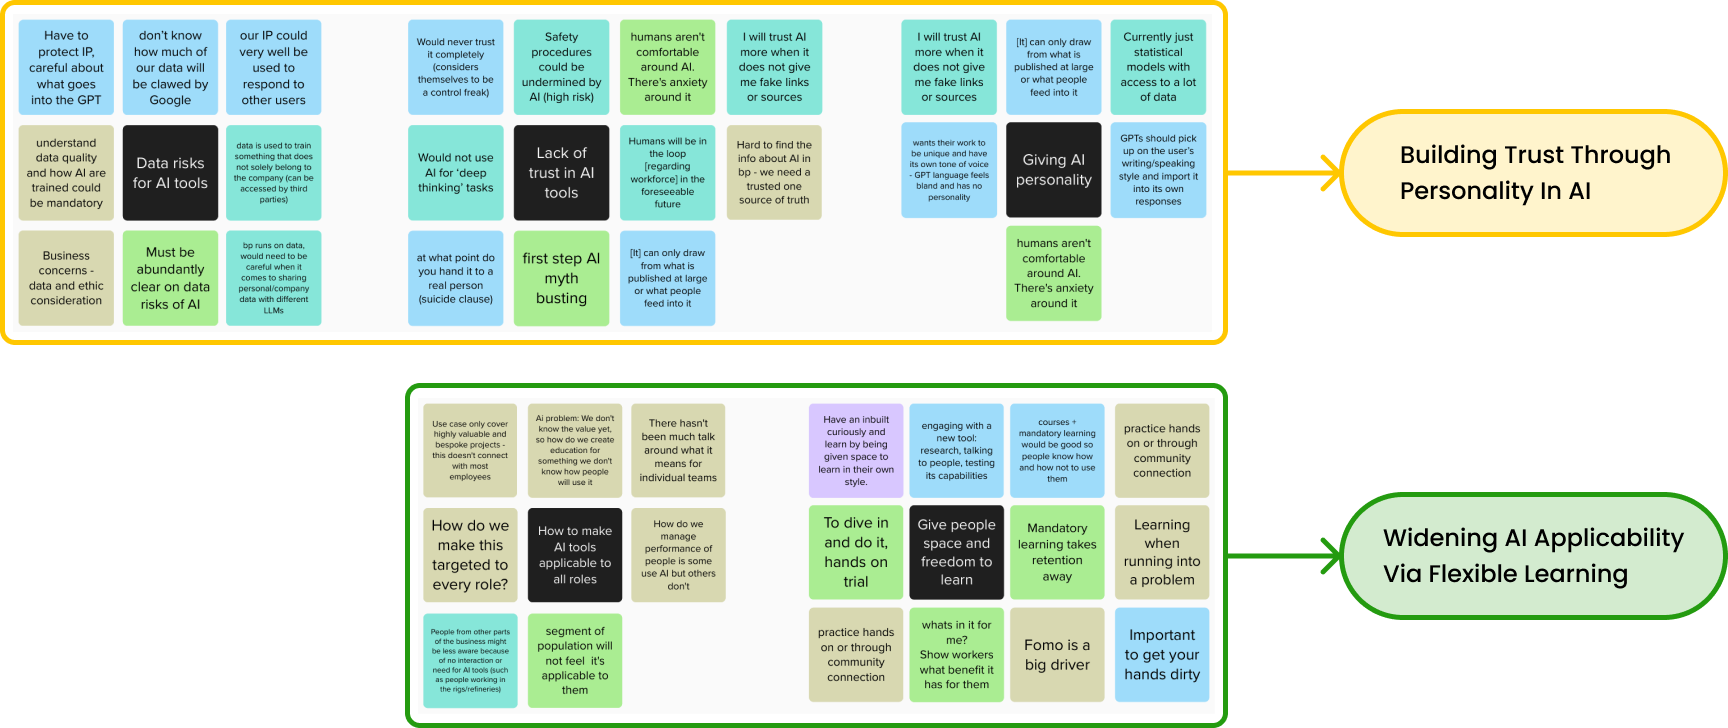 Have to
protect IP,
careful about
what goes
into the GPT
don't know
how much of
our data will
be clawed by
Google
our IP could
very well be
used to
respond to
other users
understand
data quality
and how AI are
trained could
be mandatory
Data risks
for AI tools
data is used to train
something that does
not solely belong to
the company (can be
accessed by third
parties)
Business
concerns -
data and ethic
consideration
Must be
abundantly
clear on data
risks of AI
bp runs on data,
would need to be
careful when it
comes to sharing
personal/company
data with different
LLMs
Would never trust
it completely
(considers
themselves to be
a control freak)
Safety
procedures
could be
undermined by
AI (high risk)
humans aren't
comfortable
around AI.
There's anxiety
around it
I will trust AI
more when it
does not give
me fake links
or sources
Would not use
AI for 'deep
thinking' tasks
Lack of
trust in AI
tools
Humans will be in
the loop
[regarding
workforce] in the
foreseeable
future
Hard to find the
info about AI in
bp - we need a
trusted one
source of truth
at what point do
you hand it to a
real person
(suicide clause)
first step AI
myth
busting
[It] can only draw
from what is
published at large
or what people
feed into it
I will trust AI
more when it
does not give
me fake links
or sources
[It] can only draw
from what is
published at large
or what people
feed into it
Currently just
statistical
models with
access to a lot
of data
wants their work to
be unique and have
its own tone of voice
- GPT language feels
bland and has no
personality
Giving AI
personality
GPTs should pick
up on the user's
writing/speaking
style and import it
into its own
responses
humans aren't
comfortable
around AI.
There's anxiety
around it
Building Trust Through
Personality In AI
Use case only cover
highly valuable and
bespoke projects -
this doesn't connect
with most
employees
Ai problem: We don't
know the value yet,
so how do we create
education for
something we don't
know how people
will use it
There hasn't
been much talk
around what it
means for
individual teams
How do we
make this
targeted to
every role?
How to make
AI tools
applicable to
all roles
How do we
manage
performance of
people is some
use AI but others
don't
People from other parts
of the business might
be less aware because
of no interaction or
need for AI tools (such
as people working in
the rigs/refineries)
segment of
population will
not feel it's
applicable to
them
Have an inbuilt
curiously and
learn by being
given space to
learn in their own
style.
engaging with a
new tool:
research, talking
to people, testing
its capabilities
courses +
mandatory learning
would be good so
people know how
and how not to use
them
practice hands
on or through
community
connection
To dive in
and do it,
hands on
trial
Give people
space and
freedom to
learn
Mandatory
learning takes
retention
away
Learning
when
running into
a problem
practice hands
on or through
community
connection
whats in it for
me?
Show workers
what benefit it
has for them
Fomo is a
big driver
Important
to get your
hands dirty
Widening AI Applicability
Via Flexible Learning